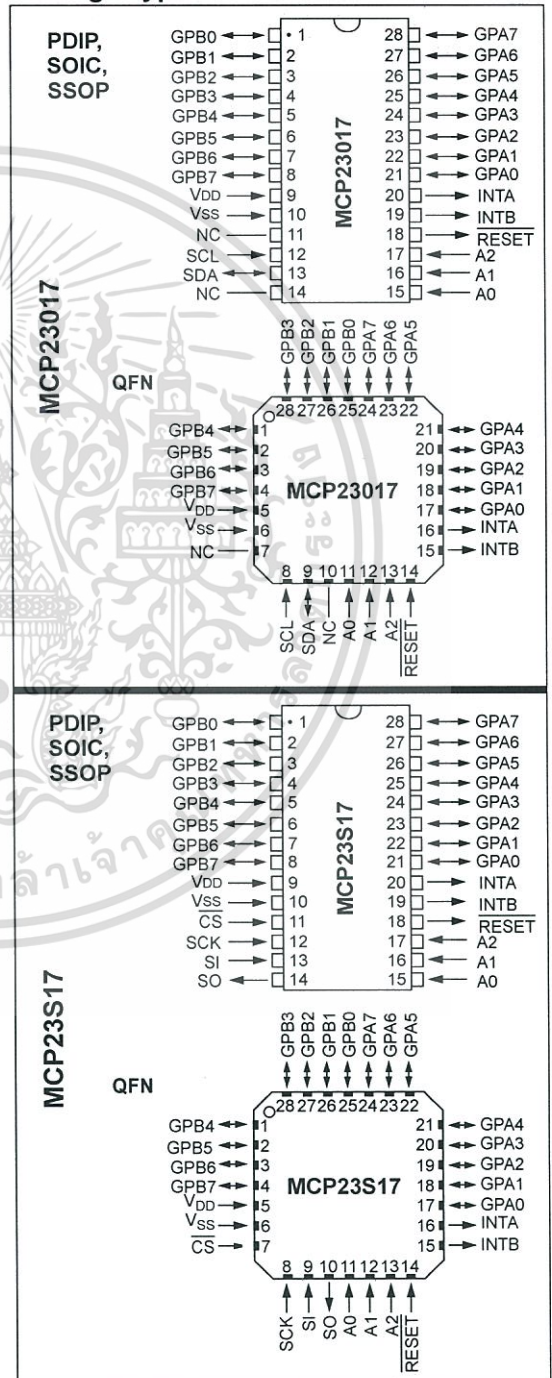 PDIP,
SOIC,
SSOP
MCP23017
GPB0 1 28 GPA7
GPB1 2 27 GPA6
GPB2 3 26 GPA5
GPB3 4 25 GPA4
GPB4 5 24 GPA3
GPB5 6 23 GPA2
GPB6 7 22 GPA1
GPB7 8 21 GPA0
VDD 9 20 INTA
VSS 10 19 INTB
NC 11 18 RESET
SCL 12 17 A2
SDA 13 16 A1
NC 14 15 A0
MCP23017
QFN
GPB3 GPB2 GPB1 GPB0 GPA7 GPA6 GPA5
28 27 26 25 24 23 22
GPB4 1 21 GPA4
GPB5 2 20 GPA3
GPB6 3 19 GPA2
GPB7 4 MCP23017 18 GPA1
VDD 5 17 GPA0
VSS 6 16 INTA
NC 7 15 INTB
8 9 10 11 12 13 14
SCL SDA NC A0 A1 A2 RESET
PDIP,
SOIC,
SSOP
MCP23S17
GPB0 1 28 GPA7
GPB1 2 27 GPA6
GPB2 3 26 GPA5
GPB3 4 25 GPA4
GPB4 5 24 GPA3
GPB5 6 23 GPA2
GPB6 7 22 GPA1
GPB7 8 21 GPA0
VDD 9 20 INTA
VSS 10 19 INTB
CS 11 18 RESET
SCK 12 17 A2
SI 13 16 A1
SO 14 15 A0
MCP23S17
QFN
GPB3 GPB2 GPB1 GPB0 GPA7 GPA6 GPA5
28 27 26 25 24 23 22
GPB4 1 21 GPA4
GPB5 2 20 GPA3
GPB6 3 19 GPA2
GPB7 4 MCP23S17 18 GPA1
VDD 5 17 GPA0
VSS 6 16 INTA
CS 7 15 INTB
8 9 10 11 12 13 14
SCK SI SO A0 A1 A2 RESET